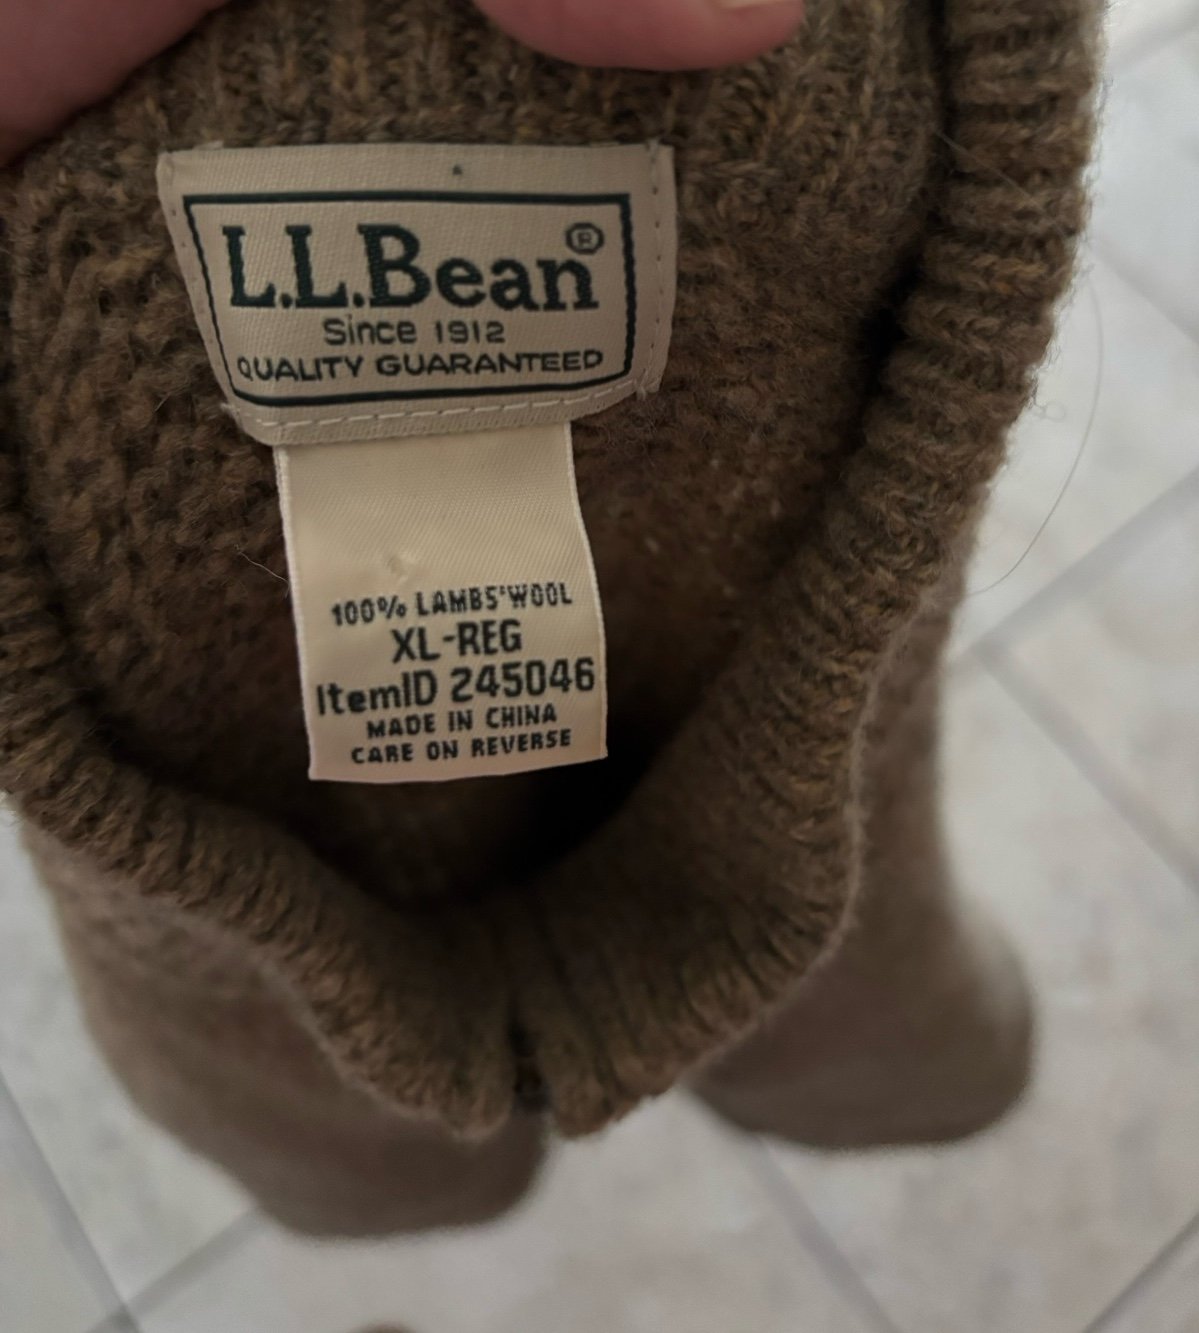 L.L.Bean®
Since 1912
QUALITY GUARANTEED
100% LAMBS'WOOL
XL-REG
ItemID 245046
MADE IN CHINA
CARE ON REVERSE